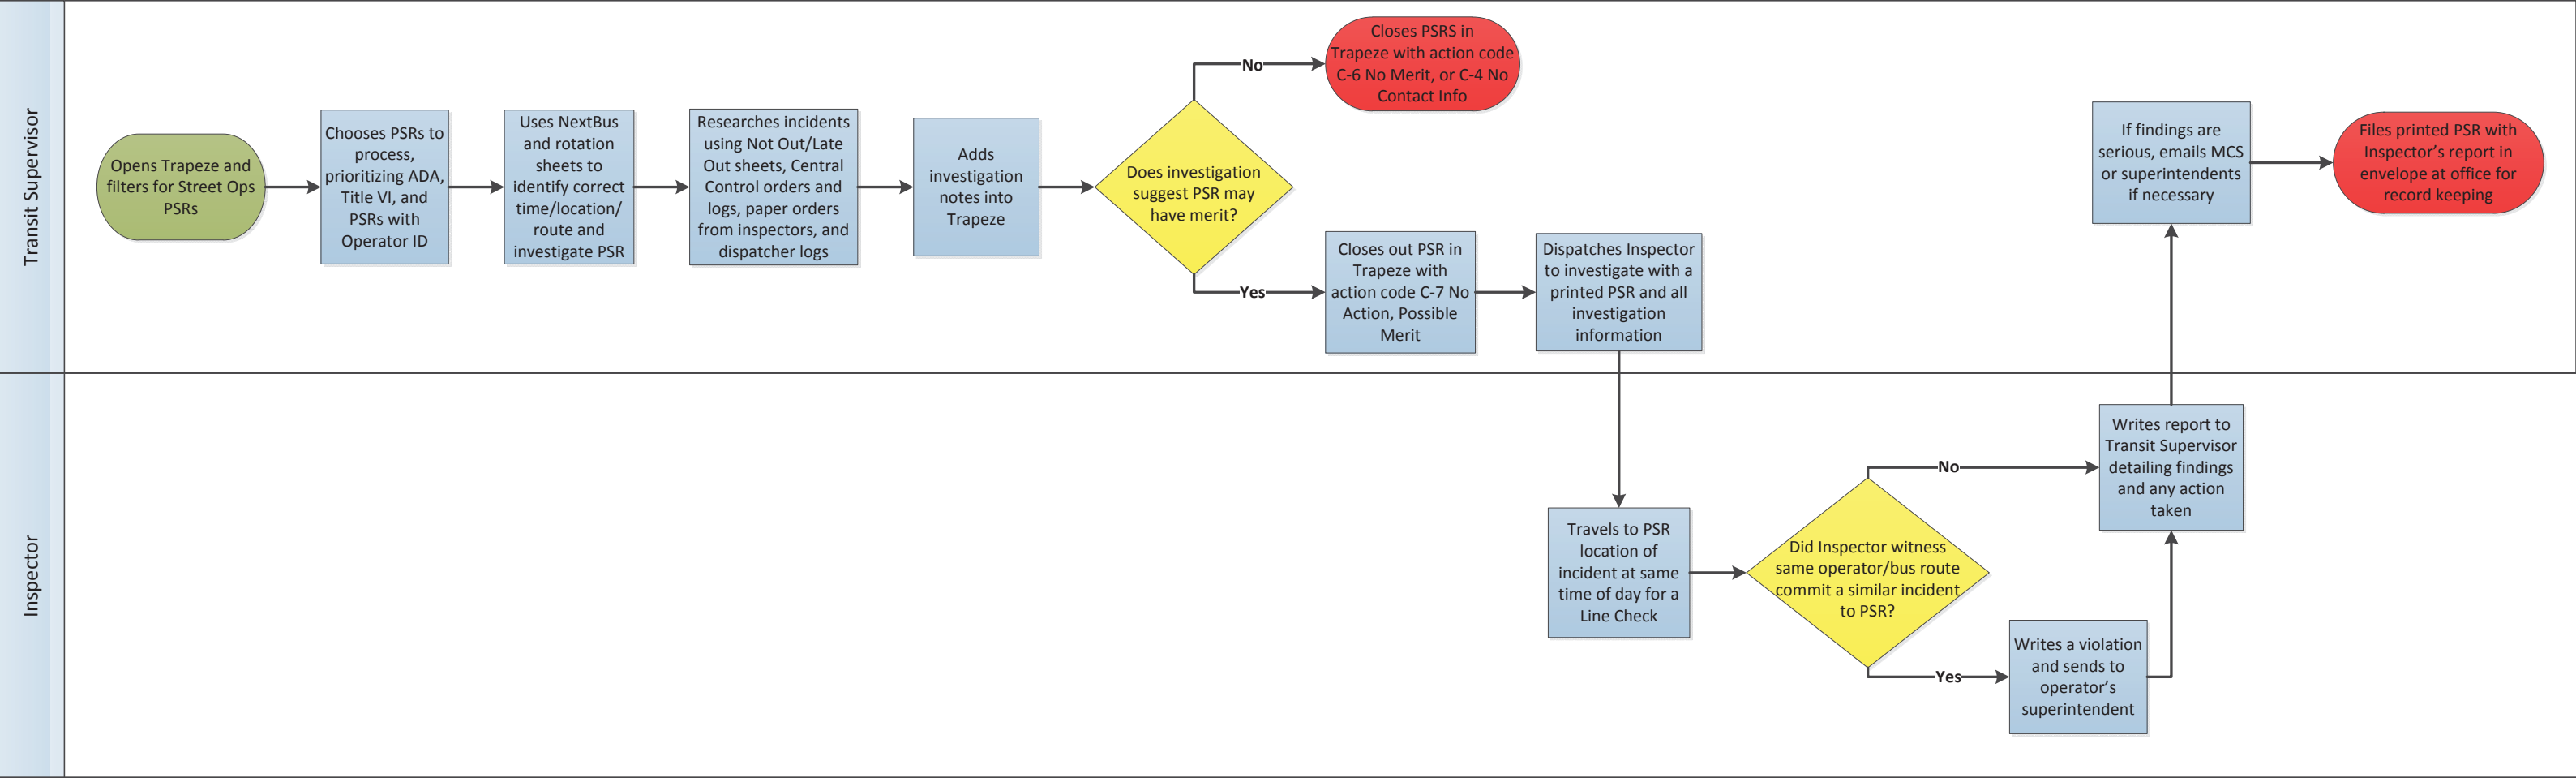 Transit Supervisor
Opens Trapeze and
filters for Street Ops
PSRs
Chooses PSRs to
process,
prioritizing ADA,
Title VI, and
PSRs with
Operator ID
Uses NextBus
and rotation
sheets to
identify correct
time/location/
route and
investigate PSR
Researches incidents
using Not Out/Late
Out sheets, Central
Control orders and
logs, paper orders
from inspectors, and
dispatcher logs
Adds
investigation
notes into
Trapeze
Does investigation
suggest PSR may
have merit?
No
Closes PSRS in
Trapeze with action code
C-6 No Merit, or C-4 No
Contact Info
Yes
Closes out PSR in
Trapeze with
action code C-7 No
Action, Possible
Merit
Dispatches Inspector
to investigate with a
printed PSR and all
investigation
information
If findings are
serious, emails MCS
or superintendents
if necessary
Files printed PSR with
Inspector’s report in
envelope at office for
record keeping
Inspector
Travels to PSR
location of
incident at same
time of day for a
Line Check
Did Inspector witness
same operator/bus route
commit a similar incident
to PSR?
No
Writes report to
Transit Supervisor
detailing findings
and any action
taken
Yes
Writes a violation
and sends to
operator’s
superintendent